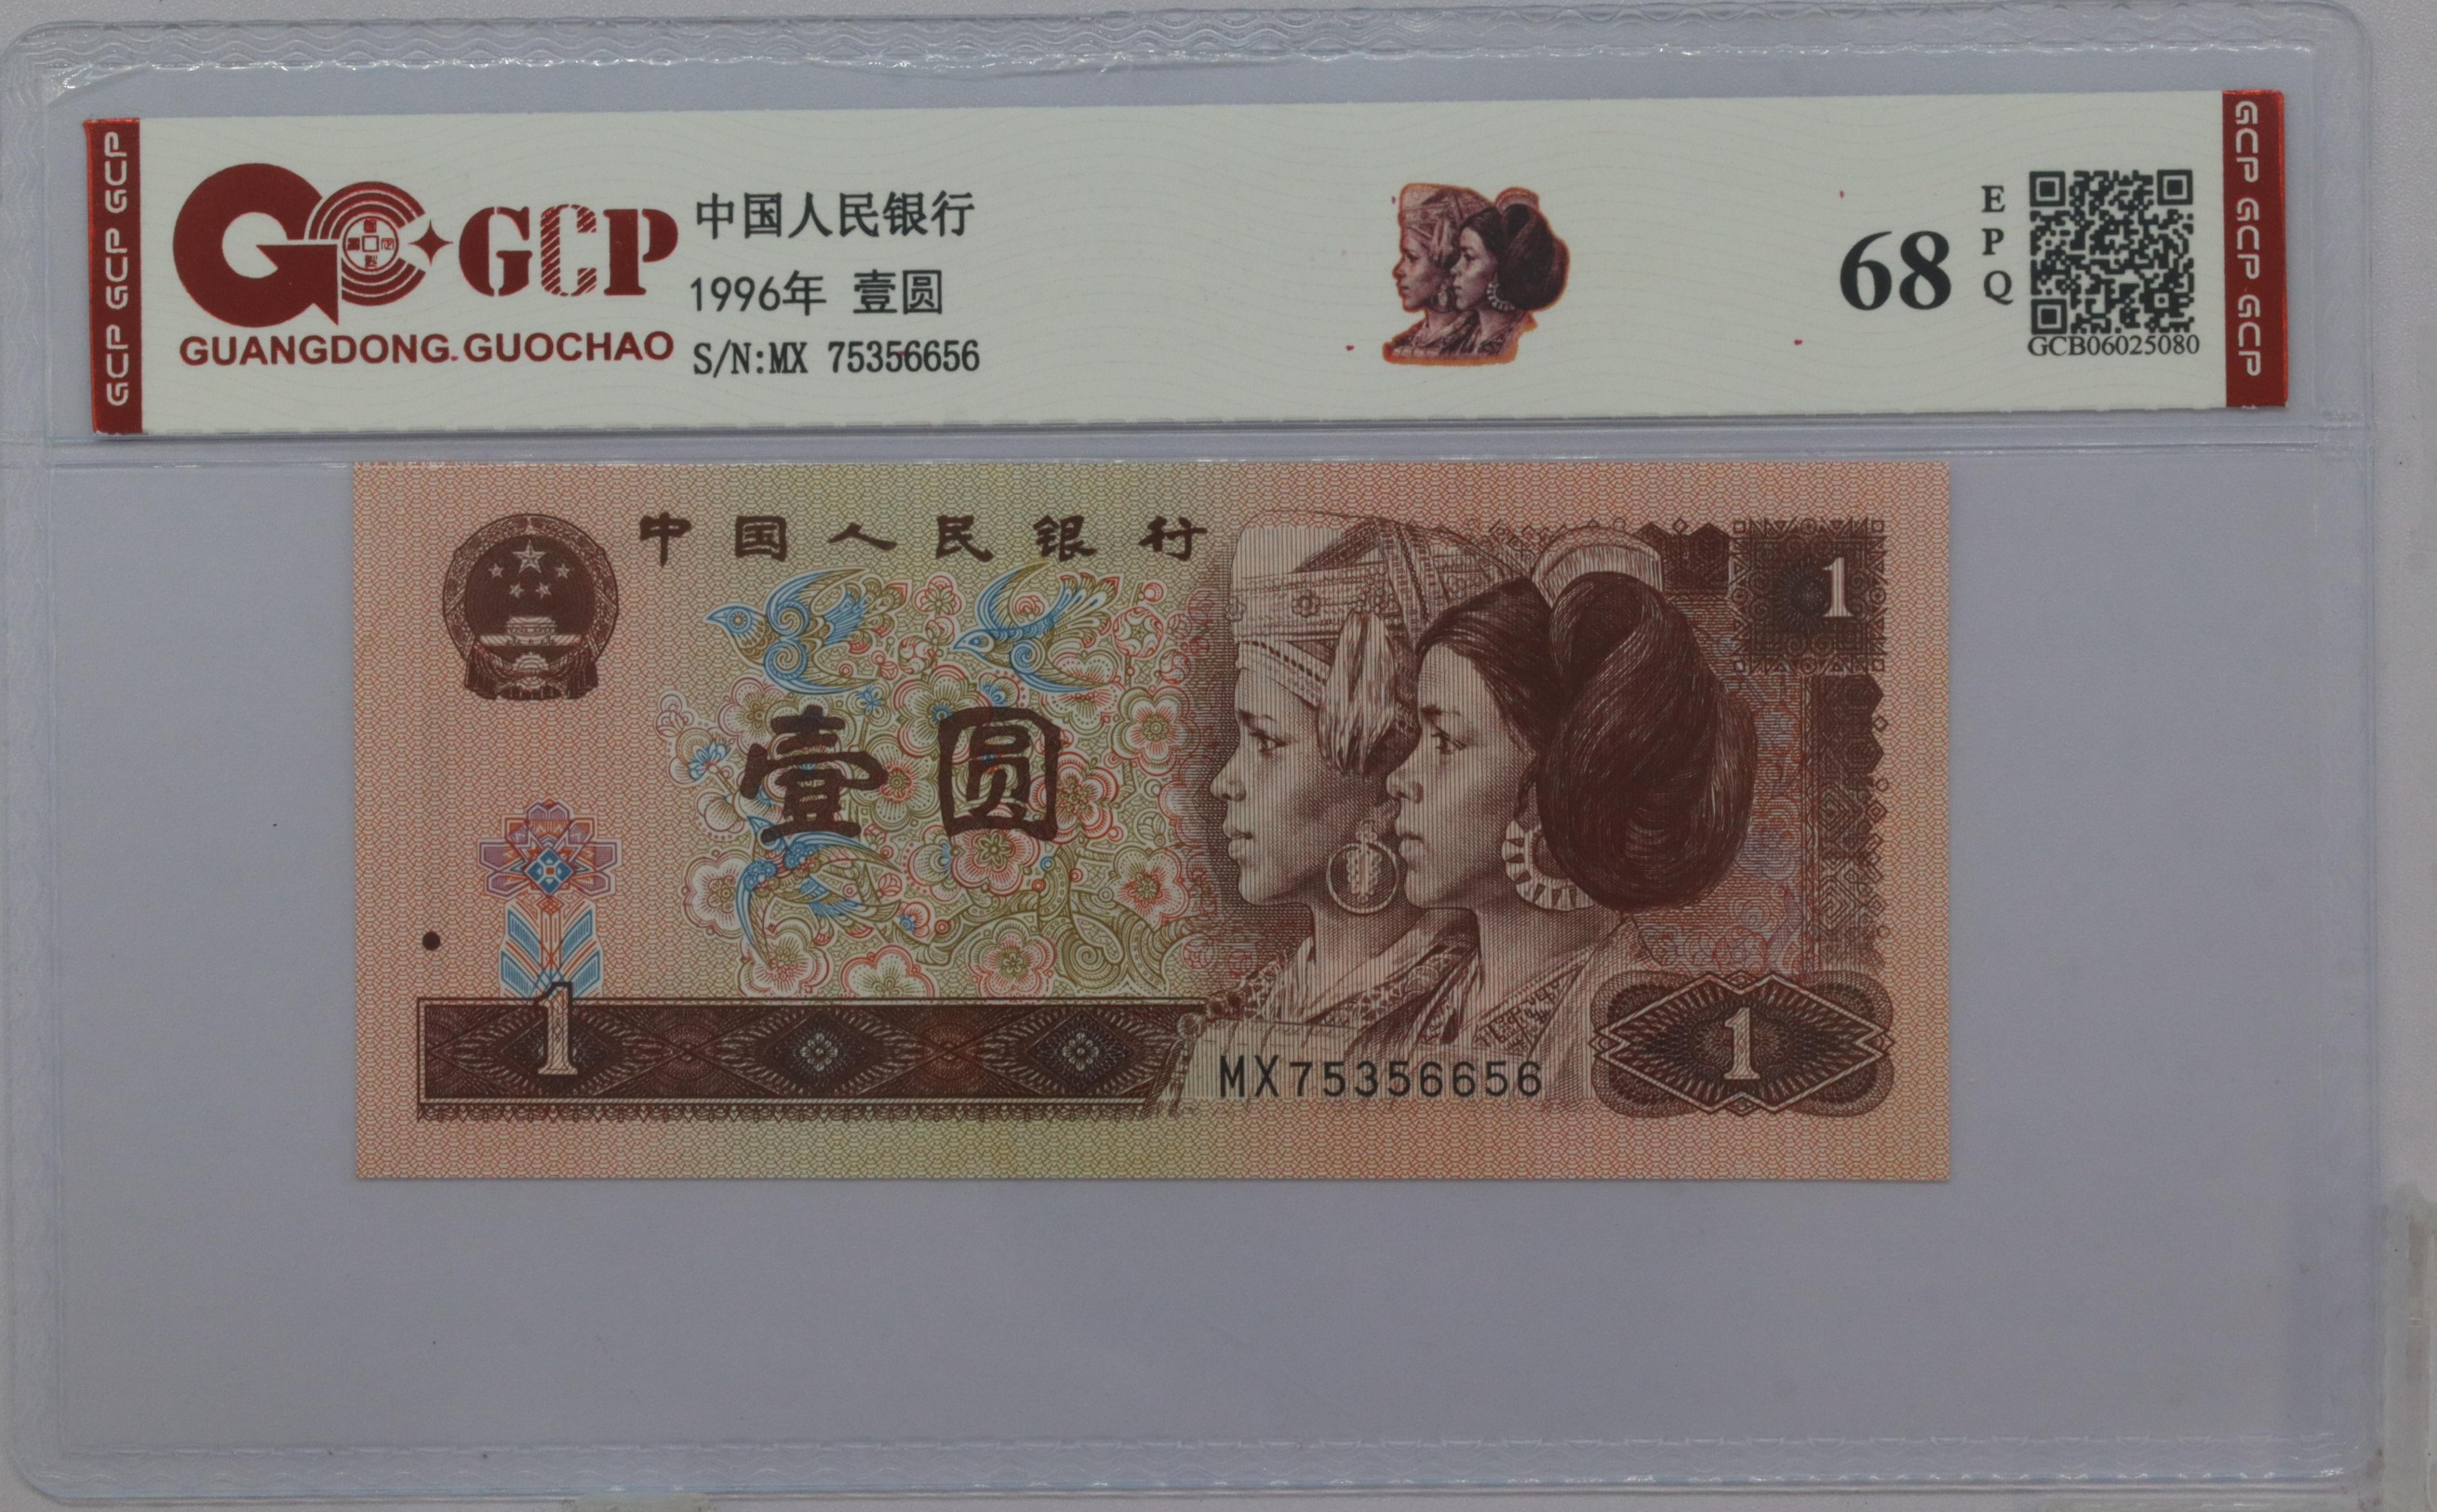 GCP GCP GCP
GCP
中国人民银行
1996年 壹圆
GUANGDONG.GUOCHAO
S/N:MX 75356656
68
EPQ
GCB06025080
GCP GCP GCP
中国人民银行
1
壹圆
1
MX75356656
1